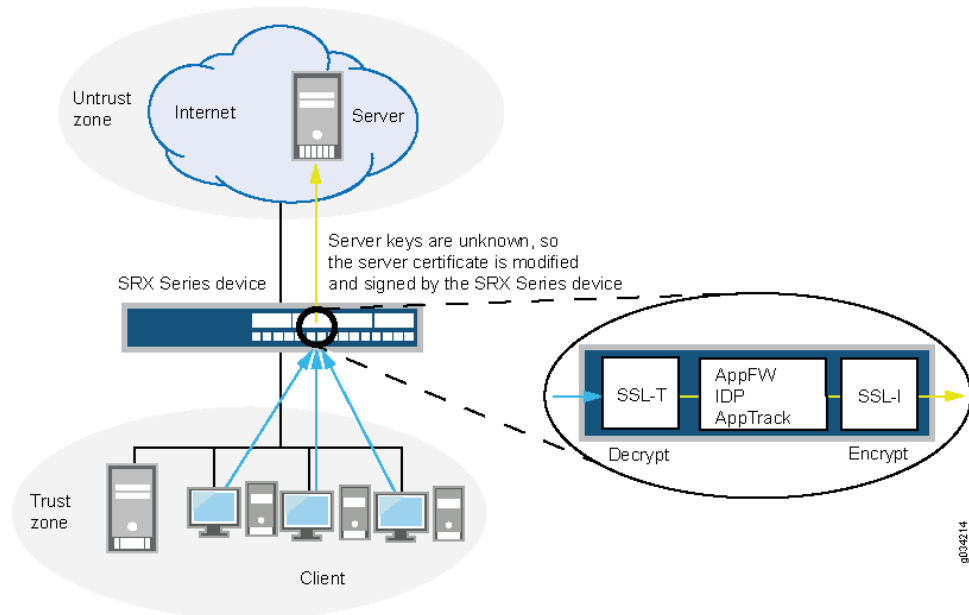 Untrust
zone
Internet
Server
Server keys are unknown, so
the server certificate is modified
and signed by the SRX Series device
SRX Series device
SSL-T
AppFW
IDP
AppTrack
SSL-I
Decrypt
Encrypt
Trust
zone
Client
g034214